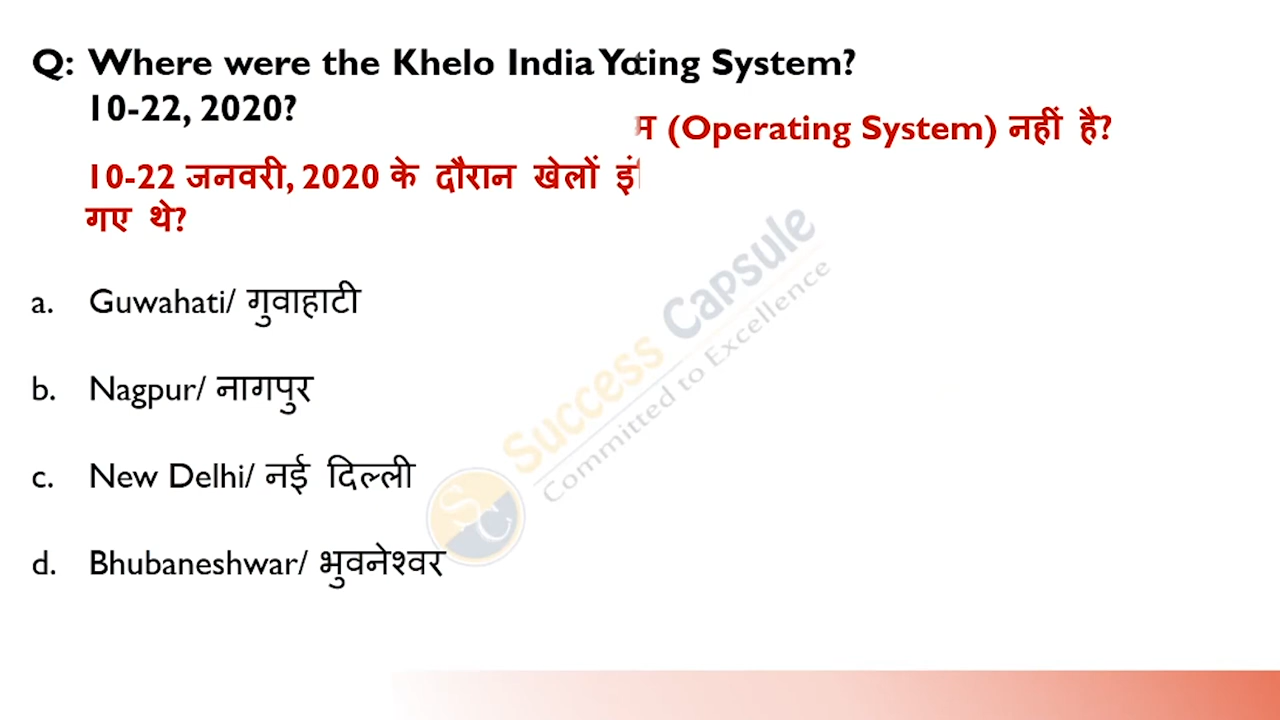 Q: Where were the Khelo India Yoting System?
10-22, 2020?
म (Operating System) नहीं है?
10-22 जनवरी, 2020 के दौरान खेलों
गए थे?
a. Guwahati/ गुवाहाटी
b. Nagpur/ नागपुर
c. New Delhi/ नई दिल्ली
d. Bhubaneshwar/ भुवनेश्वर
Success Capsule
Committed to Excellence
SC